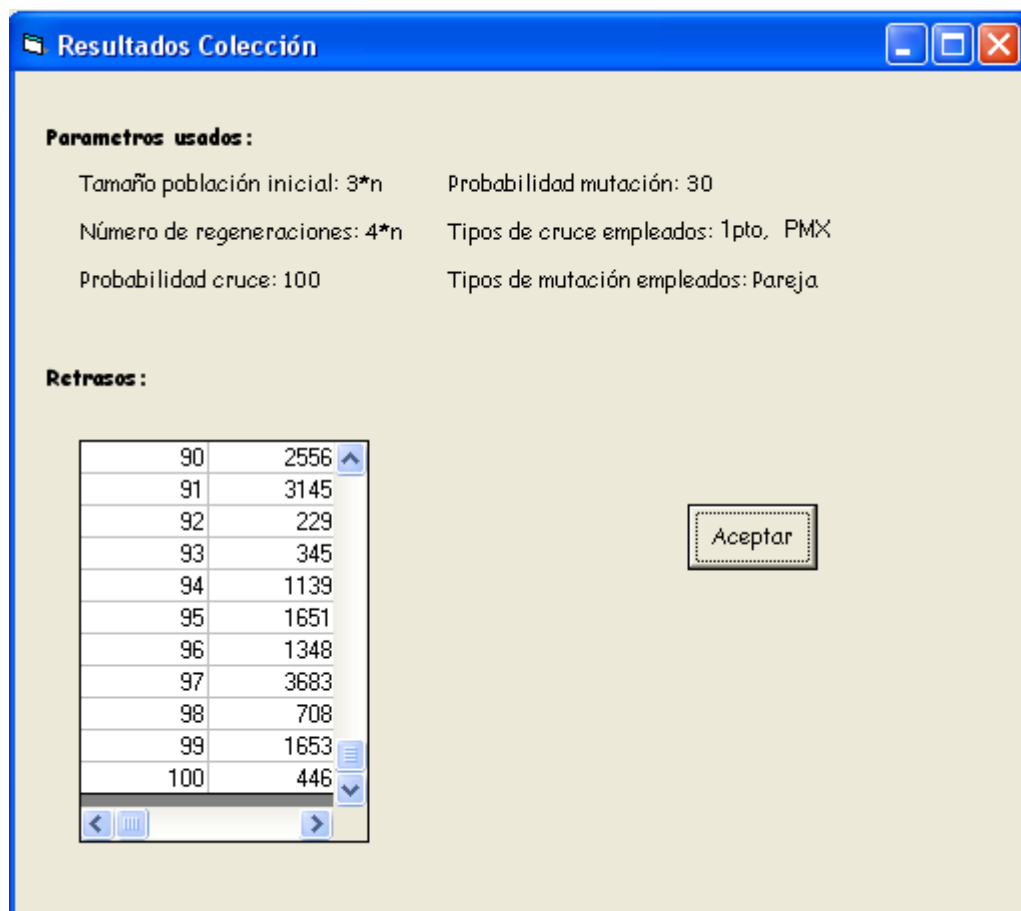 Resultados Colección
Parametros usados:
Tamaño población inicial: 3*n Probabilidad mutación: 30
Número de regeneraciones: 4*n Tipos de cruce empleados: 1pto, PMX
Probabilidad cruce: 100 Tipos de mutación empleados: Pareja
Retrasos:
90 2556
91 3145
92 229
93 345
94 1139
95 1651
96 1348
97 3683
98 708
99 1653
100 446
Aceptar